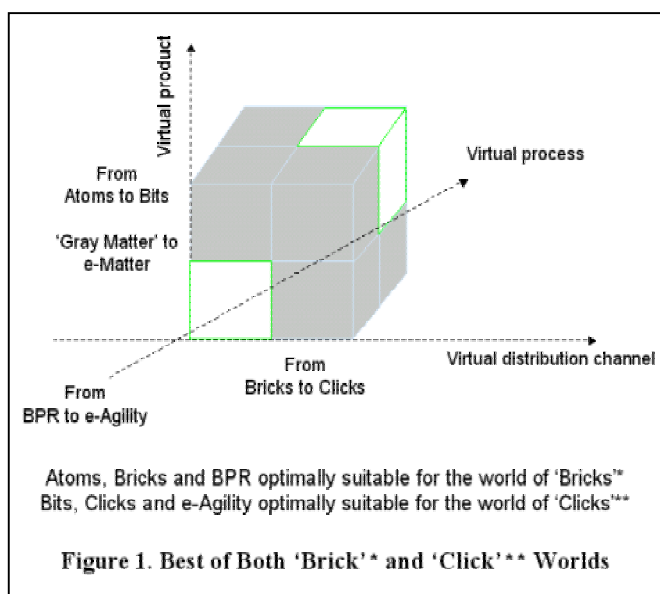 Virtual product
From
Atoms to Bits
'Gray Matter' to
e-Matter
Virtual process
Virtual distribution channel
From
Bricks to Clicks
From
BPR to e-Agility
Atoms, Bricks and BPR optimally suitable for the world of 'Bricks'*
Bits, Clicks and e-Agility optimally suitable for the world of 'Clicks'**
Figure 1. Best of Both 'Brick'* and 'Click'** Worlds